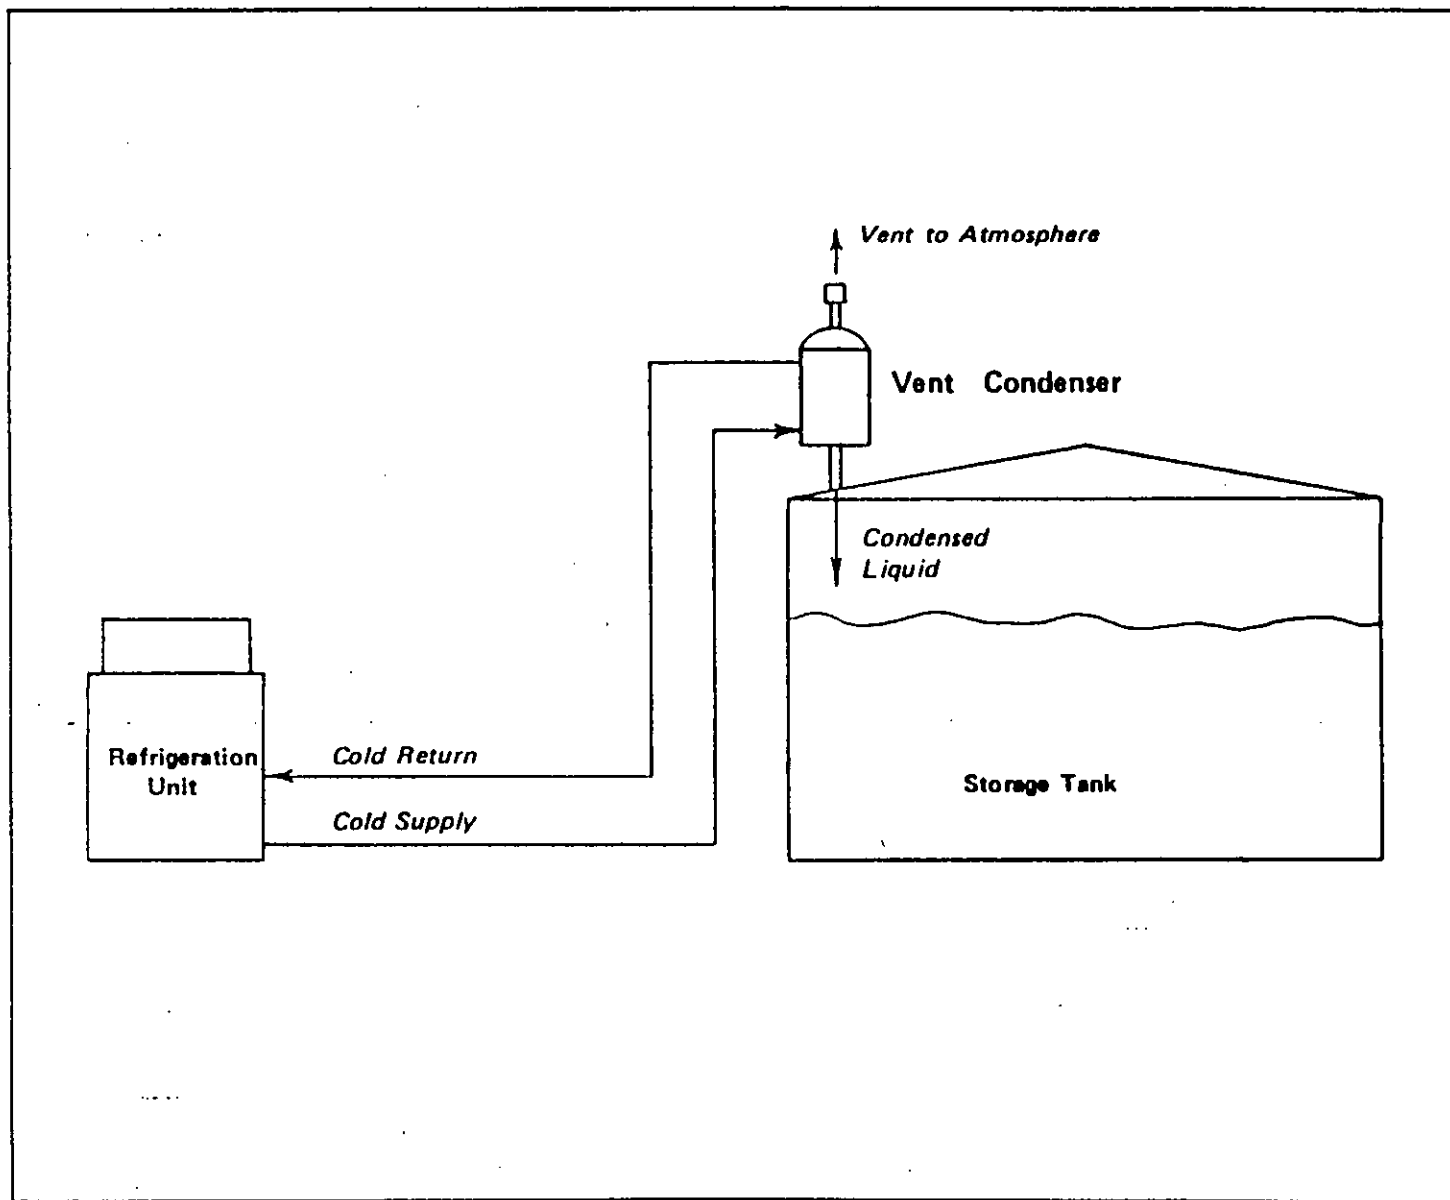 Vent to Atmosphere
Vent Condenser
Condensed
Liquid
Refrigeration
Unit
Cold Return
Cold Supply
Storage Tank